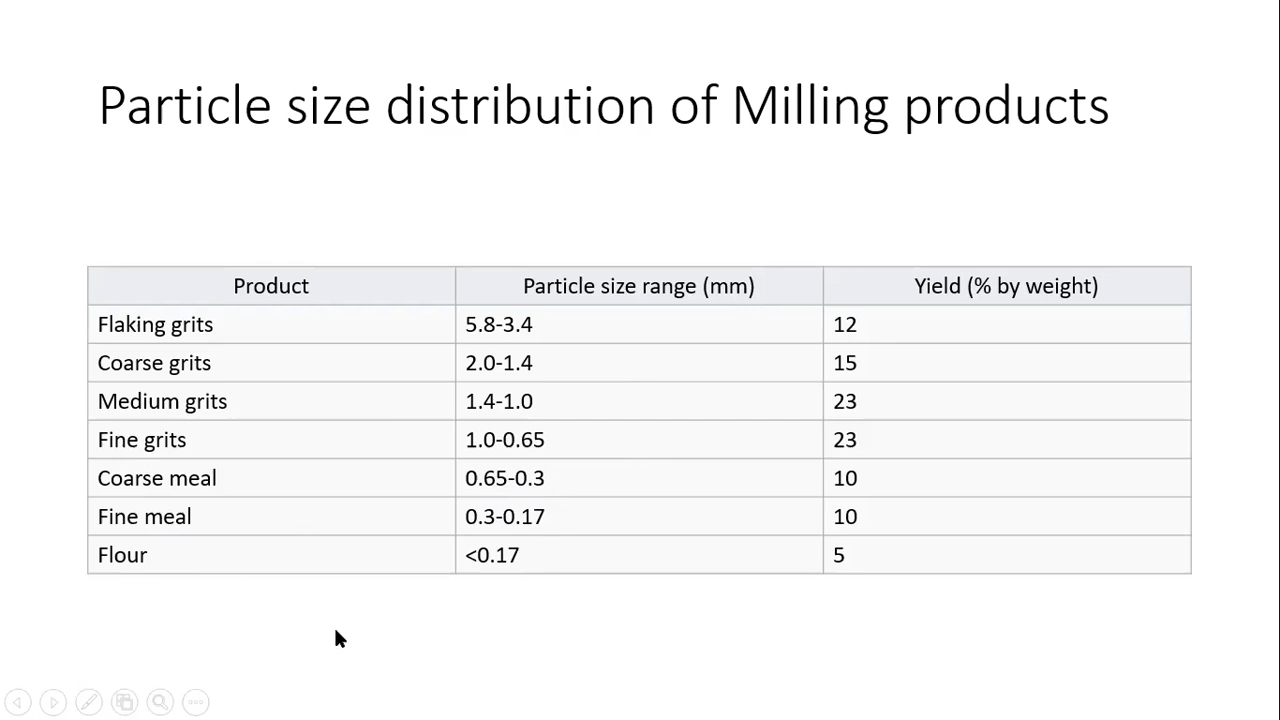 Particle size distribution of Milling products
Product Particle size range (mm) Yield (% by weight)
Flaking grits 5.8-3.4 12
Coarse grits 2.0-1.4 15
Medium grits 1.4-1.0 23
Fine grits 1.0-0.65 23
Coarse meal 0.65-0.3 10
Fine meal 0.3-0.17 10
Flour <0.17 5